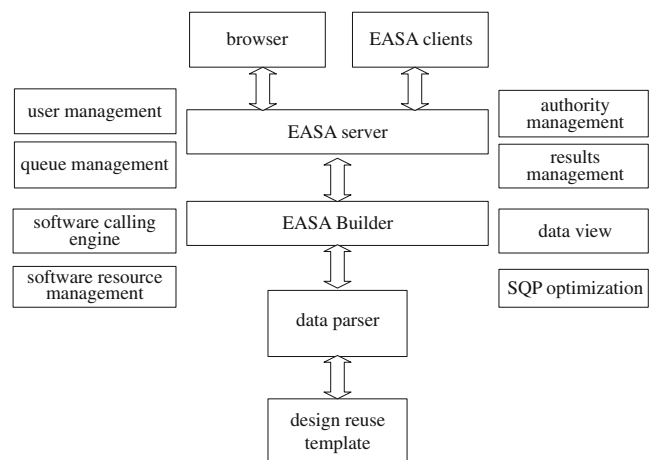 browser
EASA clients
user management
EASA server
authority
management
queue management
results
management
software calling
engine
EASA Builder
data view
software resource
management
SQP optimization
data parser
design reuse
template